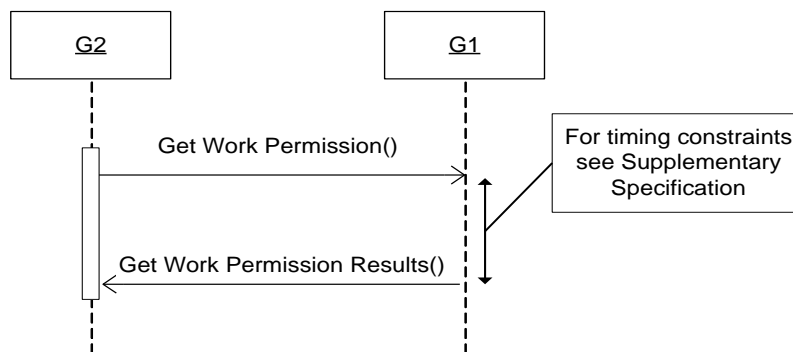 G2
G1
Get Work Permission()
For timing constraints
see Supplementary
Specification
Get Work Permission Results()